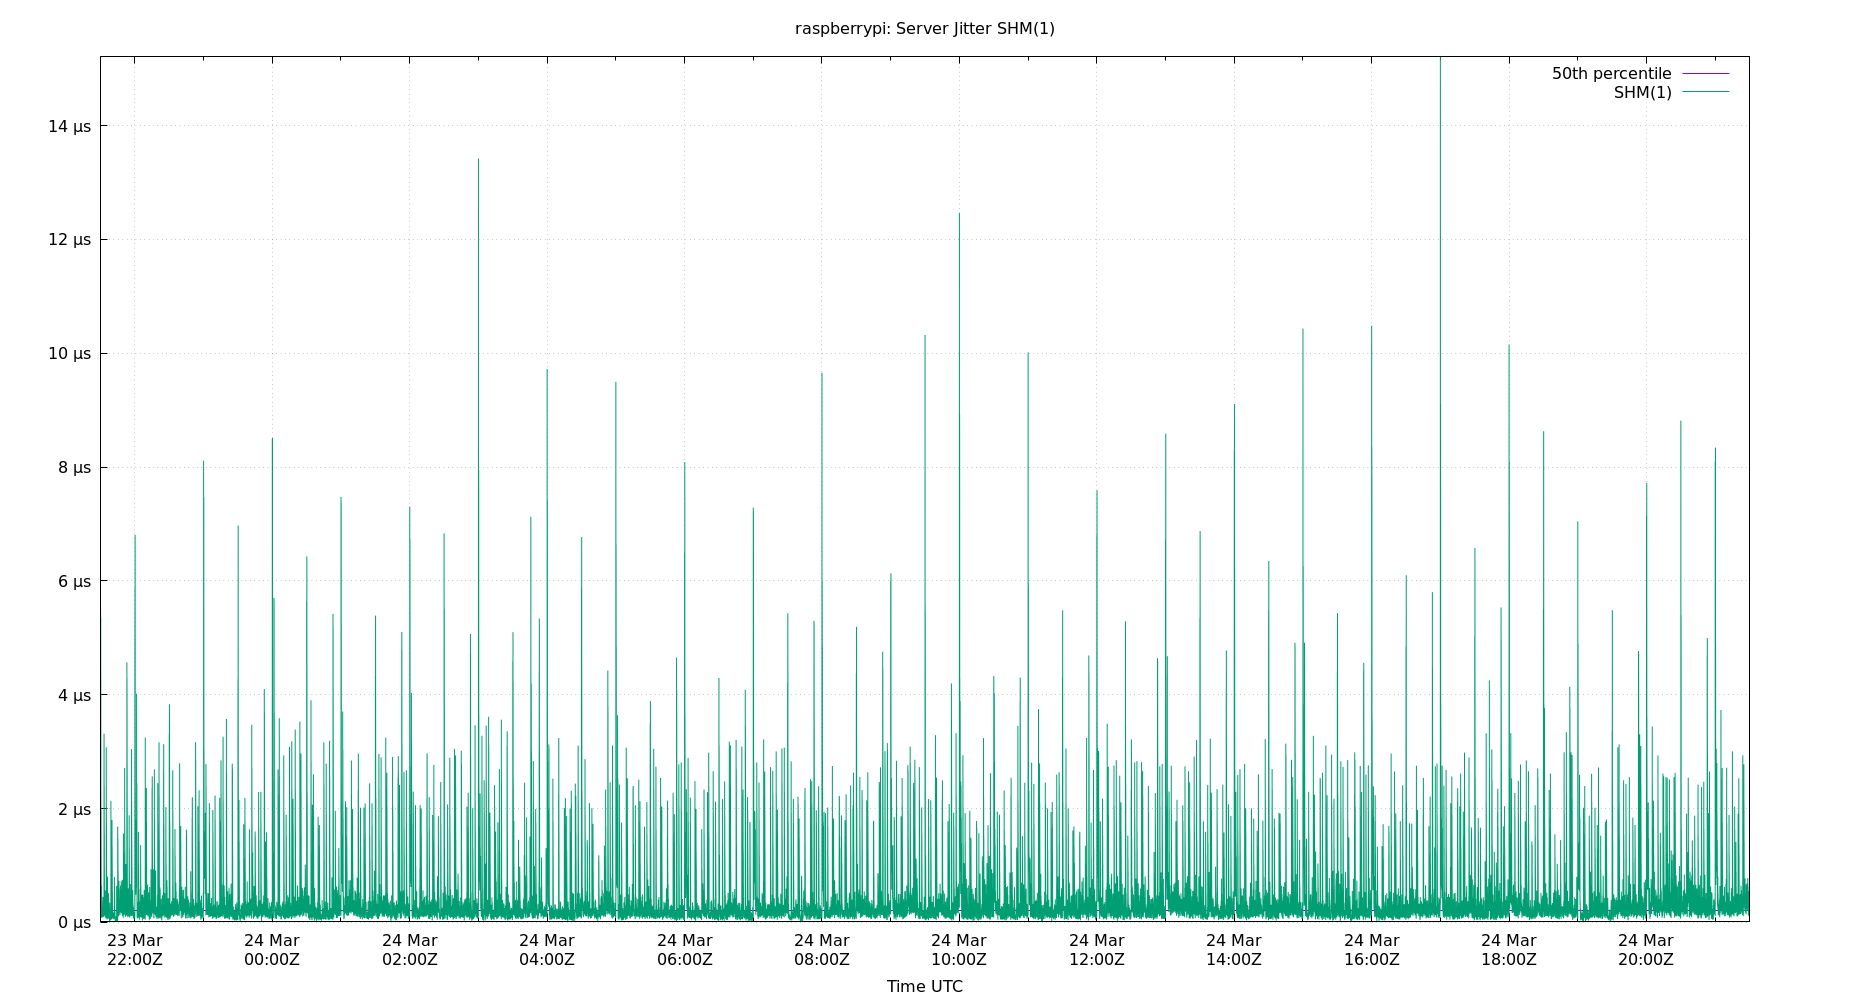 raspberrypi: Server Jitter SHM(1)
50th percentile
SHM(1)
14 µs
12 µs
10 µs
8 µs
6 µs
4 µs
2 µs
0 µs
23 Mar 24 Mar 24 Mar 24 Mar 24 Mar 24 Mar 24 Mar 24 Mar 24 Mar 24 Mar 24 Mar 24 Mar
22:00Z 00:00Z 02:00Z 04:00Z 06:00Z 08:00Z 10:00Z 12:00Z 14:00Z 16:00Z 18:00Z 20:00Z
Time UTC